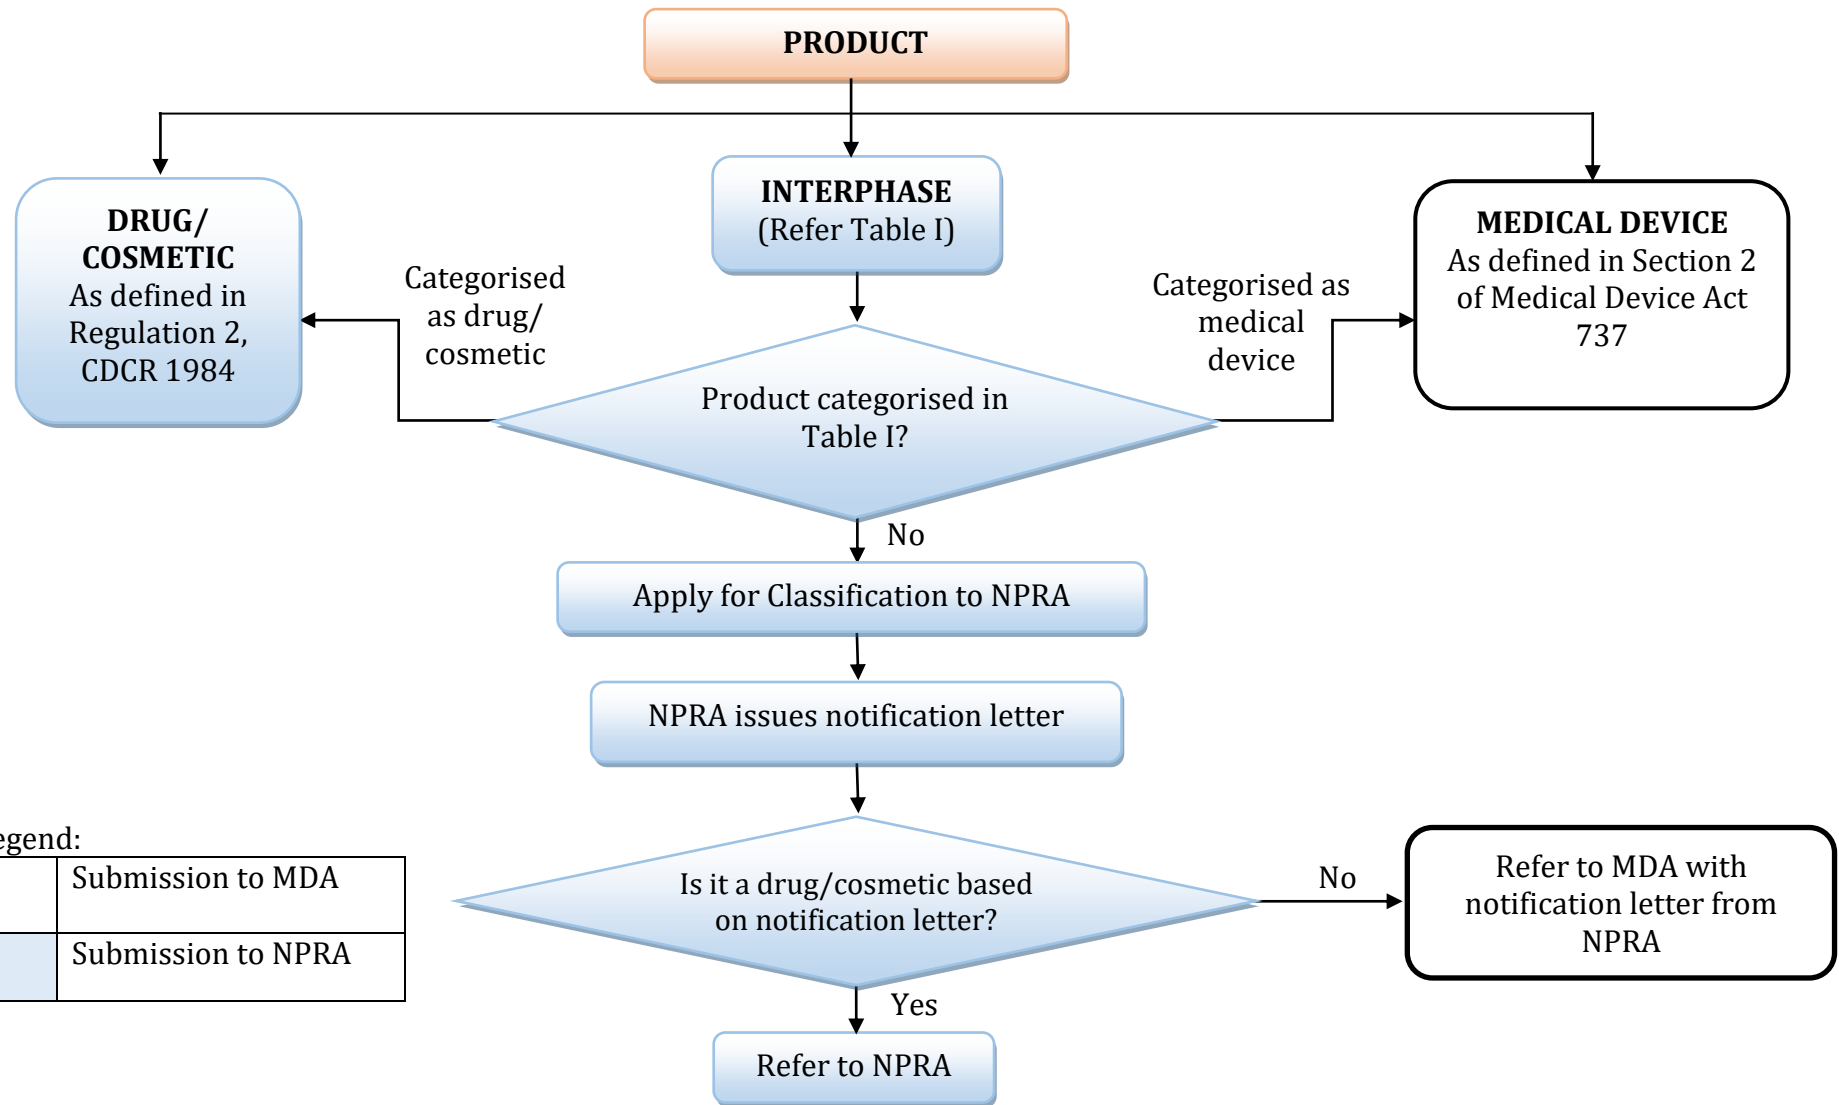 PRODUCT
DRUG/
COSMETIC
As defined in
Regulation 2,
CDCR 1984
Categorised
as drug/
cosmetic
INTERPHASE
(Refer Table I)
Categorised as
medical
device
MEDICAL DEVICE
As defined in Section 2
of Medical Device Act
737
Product categorised in
Table I?
No
Apply for Classification to NPRA
NPRA issues notification letter
Is it a drug/cosmetic based
on notification letter?
No
Refer to MDA with
notification letter from
NPRA
Yes
Refer to NPRA
egend:
Submission to MDA
Submission to NPRA